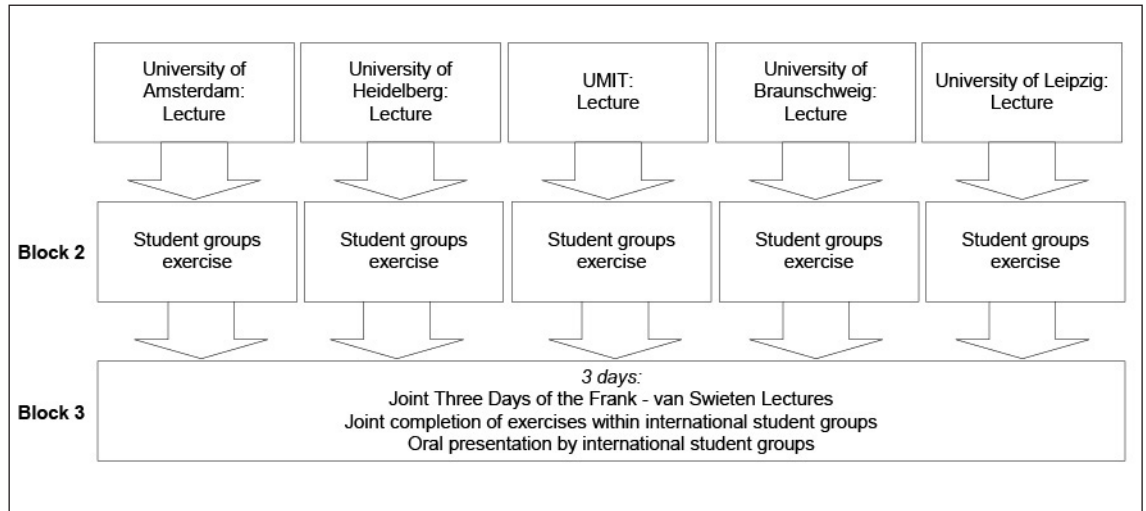 University of
Amsterdam:
Lecture
University of
Heidelberg:
Lecture
UMIT:
Lecture
University of
Braunschweig:
Lecture
University of Leipzig:
Lecture
Block 2
Student groups
exercise
Student groups
exercise
Student groups
exercise
Student groups
exercise
Student groups
exercise
Block 3
3 days:
Joint Three Days of the Frank - van Swieten Lectures
Joint completion of exercises within international student groups
Oral presentation by international student groups